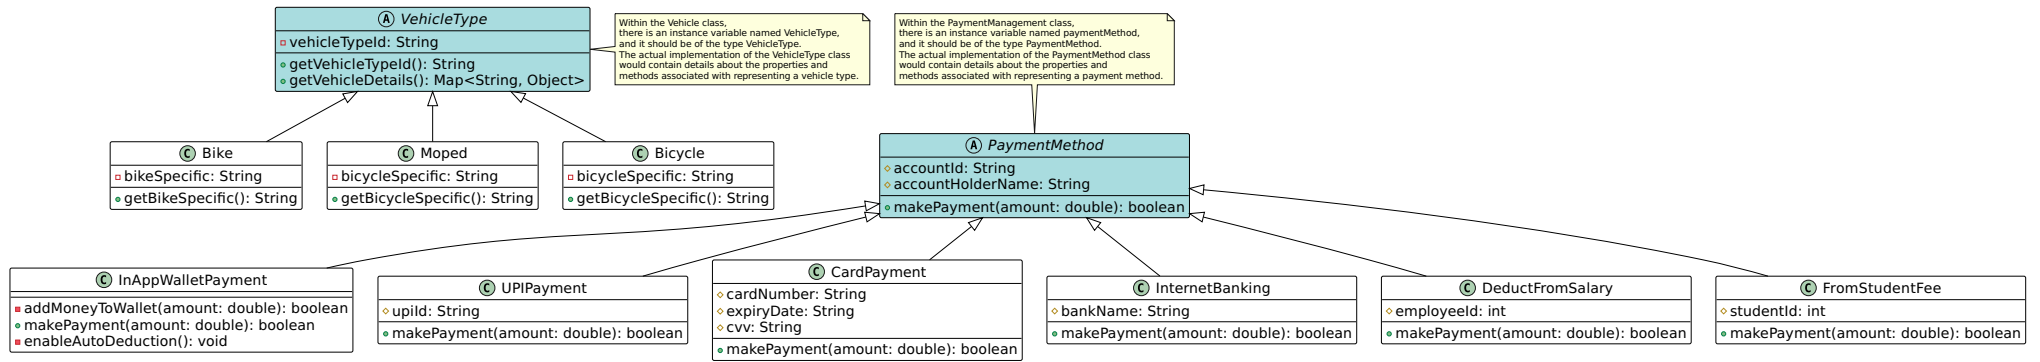 A VehicleType
vehicleTypeId: String
getVehicleTypeId(): String
getVehicleDetails(): Map<String, Object>
Within the Vehicle class,
there is an instance variable named VehicleType,
and it should be of the type VehicleType.
The actual implementation of the VehicleType class
would contain details about the properties and
methods associated with representing a vehicle type.
Within the PaymentManagement class,
there is an instance variable named paymentMethod,
and it should be of the type PaymentMethod.
The actual implementation of the PaymentMethod class
would contain details about the properties and
methods associated with representing a payment method.
C Bike
bikeSpecific: String
getBikeSpecific(): String
C Moped
bicycleSpecific: String
getBicycleSpecific(): String
C Bicycle
bicycleSpecific: String
getBicycleSpecific(): String
A PaymentMethod
accountId: String
accountHolderName: String
makePayment(amount: double): boolean
C InAppWalletPayment
addMoneyToWallet(amount: double): boolean
makePayment(amount: double): boolean
enableAutoDeduction(): void
C UPIPayment
upiId: String
makePayment(amount: double): boolean
C CardPayment
cardNumber: String
expiryDate: String
cvv: String
makePayment(amount: double): boolean
C InternetBanking
bankName: String
makePayment(amount: double): boolean
C DeductFromSalary
employeeId: int
makePayment(amount: double): boolean
C FromStudentFee
studentId: int
makePayment(amount: double): boolean